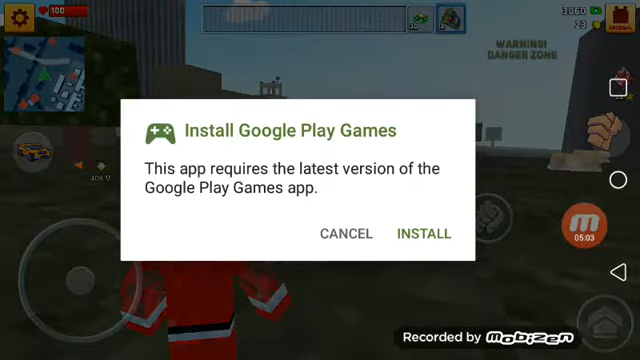 100
3060
23
ARSENAL
WARNING!
DANGER ZONE
Install Google Play Games
This app requires the latest version of the
Google Play Games app.
CANCEL
INSTALL
408 M
05:03
Recorded by mobizen